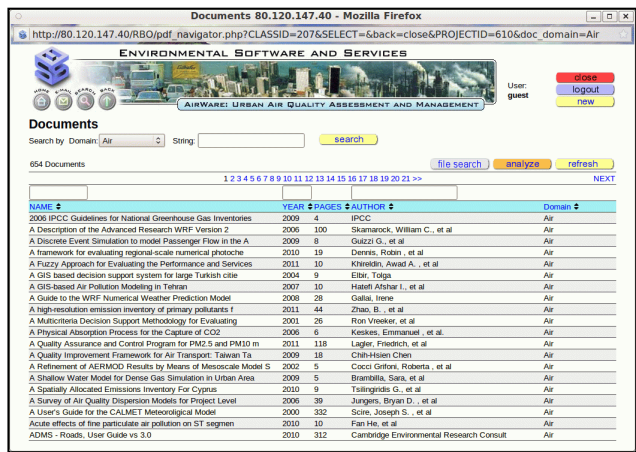 Documents 80.120.147.40 - Mozilla Firefox
http://80.120.147.40/RBO/pdf_navigator.php?CLASSID=207&SELECT=&back=close&PROJECTID=610&doc_domain=Air
ENVIRONMENTAL SOFTWARE AND SERVICES
HOME E-MAIL SEARCH BACK
AIRWARE: URBAN AIR QUALITY ASSESSMENT AND MANAGEMENT
User:
guest
close
logout
new
Documents
Search by Domain: Air String: search
654 Documents file search analyze refresh
1 2 3 4 5 6 7 8 9 10 11 12 13 14 15 16 17 18 19 20 21 >> NEXT
NAME YEAR PAGES AUTHOR Domain
2006 IPCC Guidelines for National Greenhouse Gas Inventories 2009 4 IPCC Air
A Description of the Advanced Research WRF Version 2 2006 100 Skamarock, William C., et al Air
A Discrete Event Simulation to model Passenger Flow in the A 2009 8 Guizzi G., et al Air
A framework for evaluating regional-scale numerical photoche 2010 19 Dennis, Robin , et al Air
A Fuzzy Approach for Evaluating the Performance and Services 2011 10 Khireldin, Awad A. , et al Air
A GIS based decision support system for large Turkish citie 2004 9 Elbir, Tolga Air
A GIS-based Air Pollution Modeling in Tehran 2007 10 Hatefi Afshar I., et al Air
A Guide to the WRF Numerical Weather Prediction Model 2008 28 Gallai, Irene Air
A high-resolution emission inventory of primary pollutants f 2011 44 Zhao, B. , et al Air
A Multicriteria Decision Support Methodology for Evaluating 2001 26 Ron Vreeker, et al Air
A Physical Absorption Process for the Capture of CO2 2006 6 Keskes, Emmanuel , et al. Air
A Quality Assurance and Control Program for PM2.5 and PM10 m 2011 118 Lagler, Friedrich, et al Air
A Quality Improvement Framework for Air Transport: Taiwan Ta 2009 18 Chih-Hsien Chen Air
A Refinement of AERMOD Results by Means of Mesoscale Model S 2002 5 Cocci Grifoni, Roberta , et al Air
A Shallow Water Model for Dense Gas Simulation in Urban Area 2009 5 Brambilla, Sara, et al Air
A Spatially Allocated Emissions Inventory For Cyprus 2010 9 Tsilingiridis G., et al Air
A Survey of Air Quality Dispersion Models for Project Level 2006 39 Jungers, Bryan D. , et al Air
A User's Guide for the CALMET Meteoroligical Model 2000 332 Scire, Joseph S. , et al Air
Acute effects of fine particulate air pollution on ST segmen 2010 10 Fan He, et al Air
ADMS - Roads, User Guide vs 3.0 2010 312 Cambridge Environmental Research Consult Air